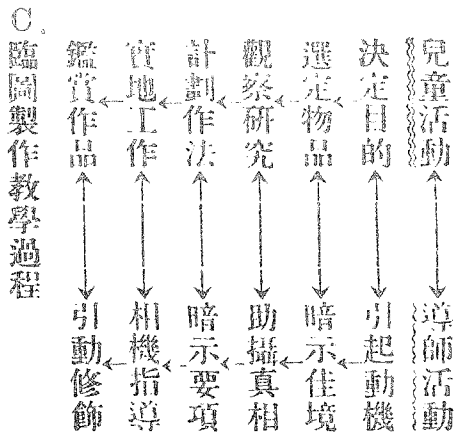 兒童活動
導師活動
決定目的
引起動機
選定物品
暗示佳境
觀察研究
助攝真相
計劃作法
暗示要項
實地工作
相機指導
鑑賞作品
引動修飾
C.臨圖製作教學過程